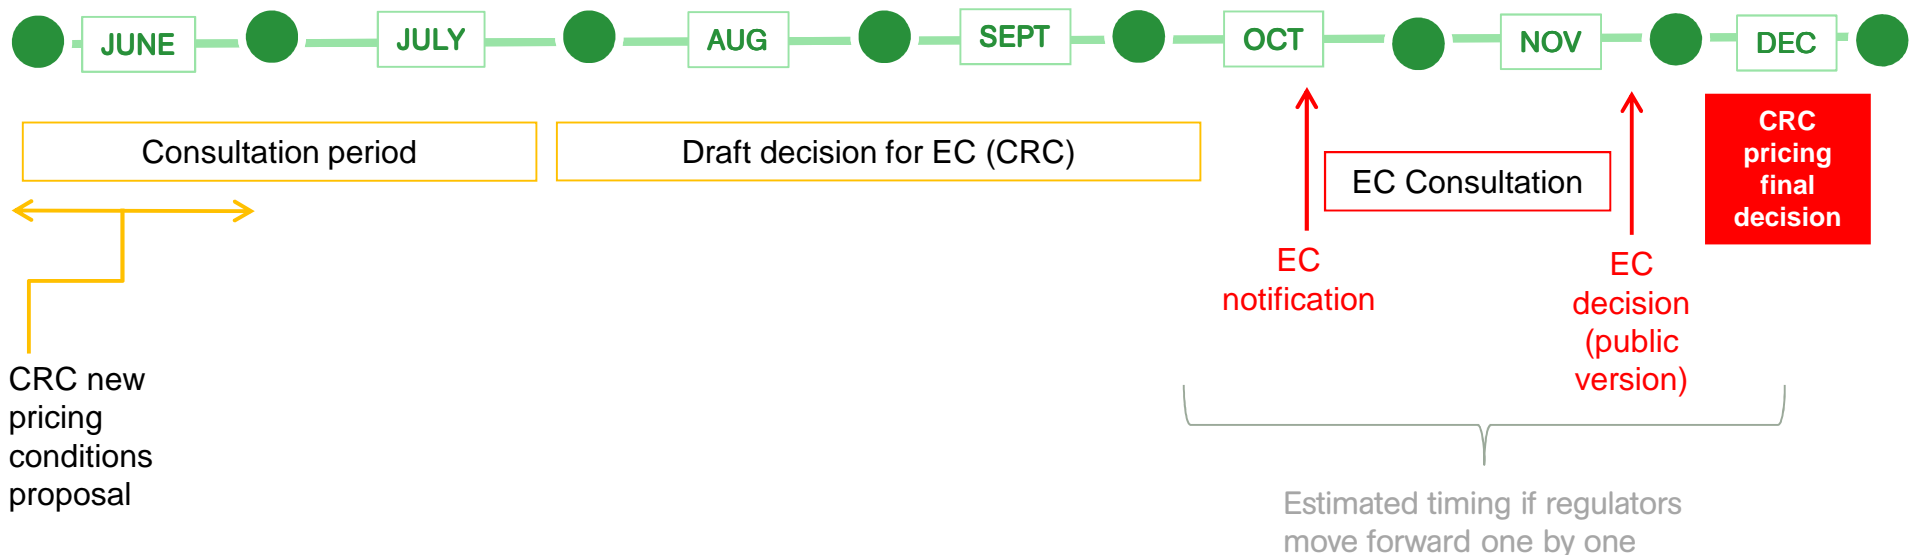 JUNE
JULY
AUG
SEPT
OCT
NOV
DEC
Consultation period
Draft decision for EC (CRC)
EC Consultation
CRC
pricing
final
decision
EC
notification
EC
decision
(public
version)
CRC new
pricing
conditions
proposal
Estimated timing if regulators
move forward one by one